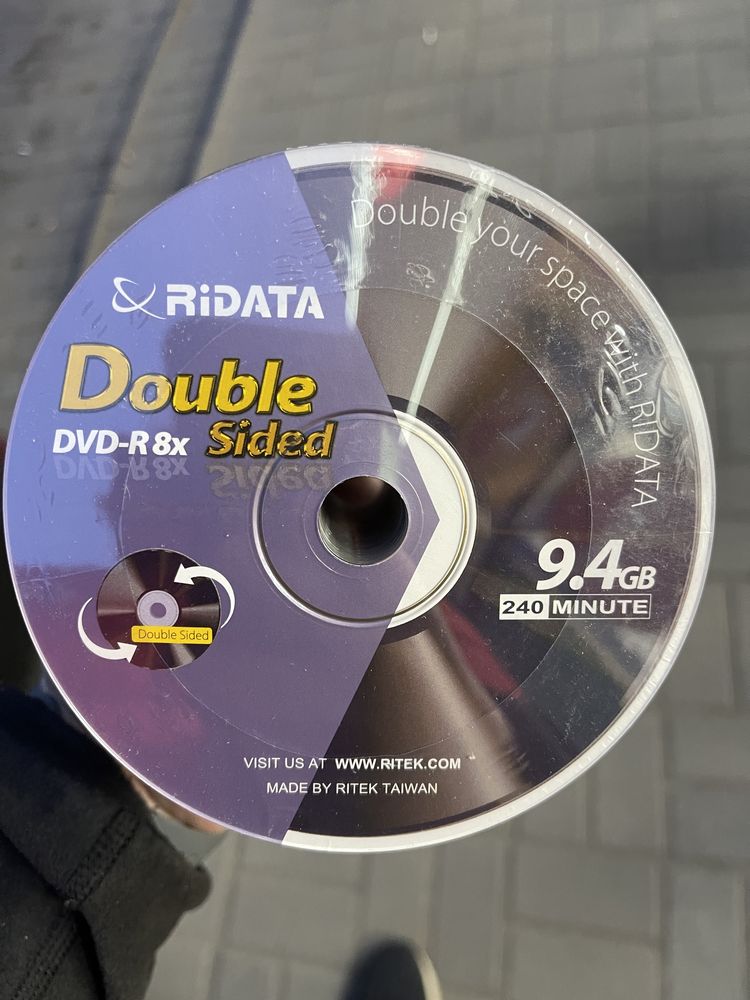 Double your space with RIDATA
RiDATA
Double
DVD-R 8x Sided
9.4GB
240 MINUTE
Double Sided
VISIT US AT WWW.RITEK.COM
MADE BY RITEK TAIWAN